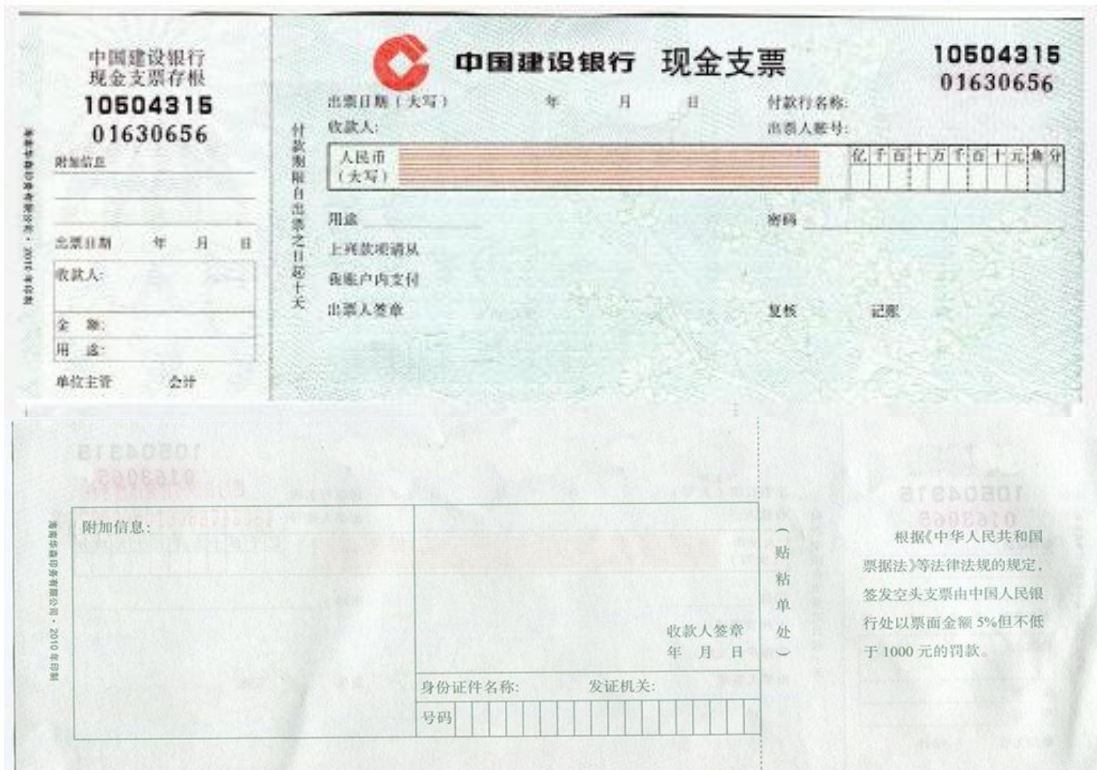 中国建设银行
现金支票存根
10504315
01630656
附加信息
出票日期 年 月 日
收款人:
金 额:
用 途:
单位主管 会计
中国建设银行 现金支票
10504315
01630656
出票日期(大写) 年 月 日 付款行名称:
收款人: 出票人账号:
人民币
(大写)
亿千百十万千百十元角分
用途 密码
上列款项请从
我账户内支付
出票人签章 复核 记账
付款期限自出票之日起十天
附加信息:
收款人签章
年 月 日
身份证件名称: 发证机关:
号码
(贴粘单处)
根据《中华人民共和国
票据法》等法律法规的规定,
签发空头支票由中国人民银
行处以票面金额5%但不低
于1000元的罚款。